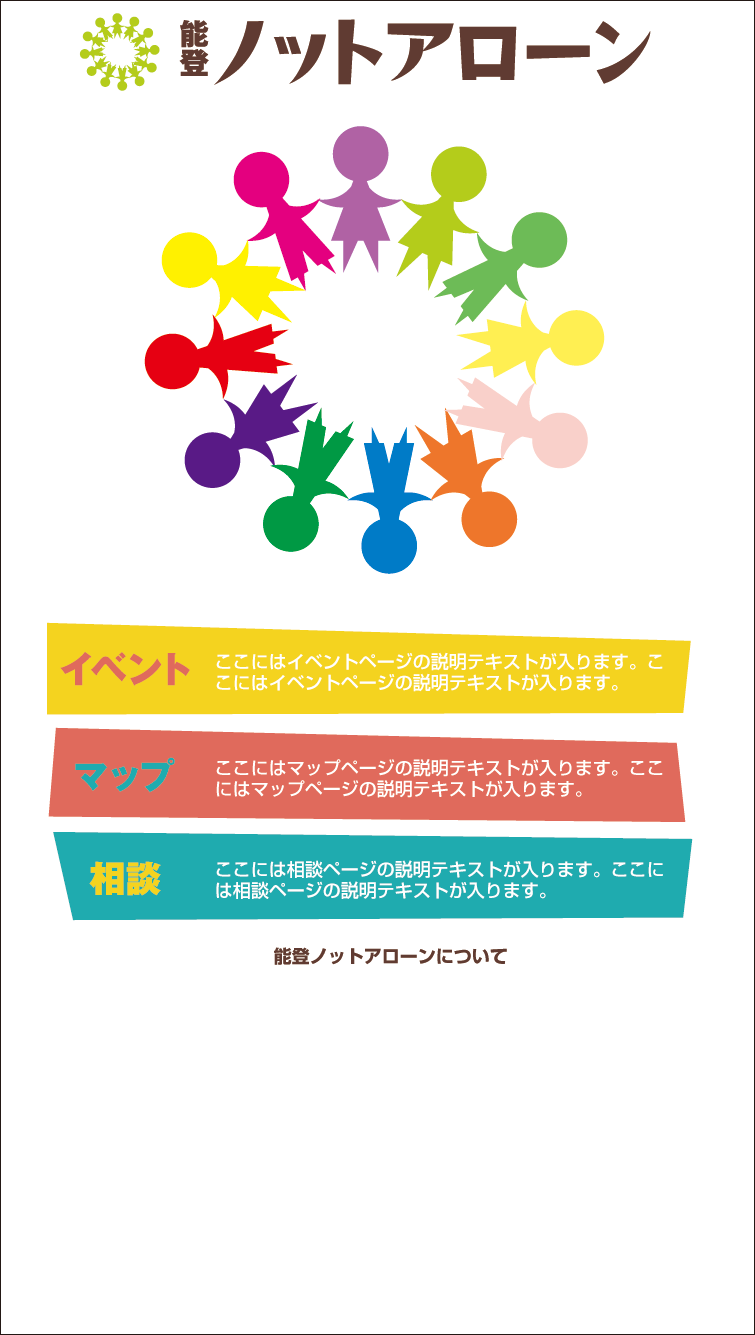 能登
ノットアローン
イベント
ここにはイベントページの説明テキストが入ります。こ
こにはイベントページの説明テキストが入ります。
マップ
ここにはマップページの説明テキストが入ります。ここ
にはマップページの説明テキストが入ります。
相談
ここには相談ページの説明テキストが入ります。ここに
は相談ページの説明テキストが入ります。
能登ノットアローンについて